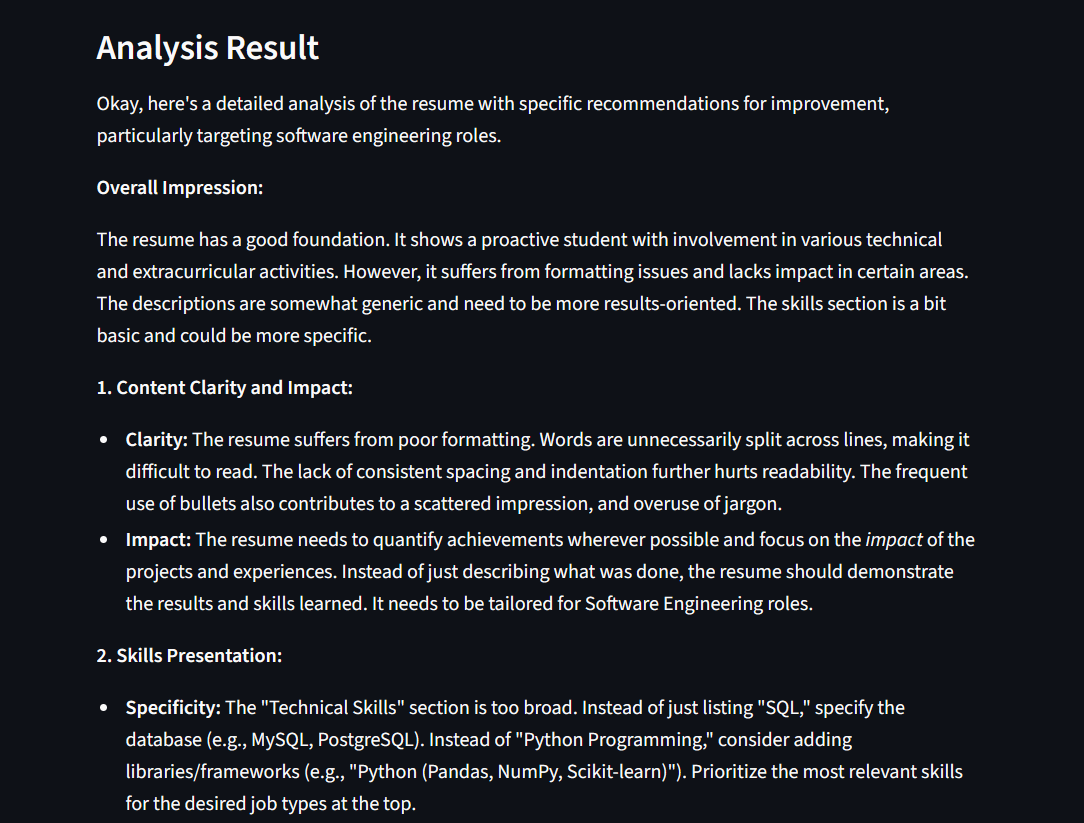 Analysis Result
Okay, here's a detailed analysis of the resume with specific recommendations for improvement,
particularly targeting software engineering roles.
Overall Impression:
The resume has a good foundation. It shows a proactive student with involvement in various technical
and extracurricular activities. However, it suffers from formatting issues and lacks impact in certain areas.
The descriptions are somewhat generic and need to be more results-oriented. The skills section is a bit
basic and could be more specific.
1. Content Clarity and Impact:
• Clarity: The resume suffers from poor formatting. Words are unnecessarily split across lines, making it
difficult to read. The lack of consistent spacing and indentation further hurts readability. The frequent
use of bullets also contributes to a scattered impression, and overuse of jargon.
• Impact: The resume needs to quantify achievements wherever possible and focus on the impact of the
projects and experiences. Instead of just describing what was done, the resume should demonstrate
the results and skills learned. It needs to be tailored for Software Engineering roles.
2. Skills Presentation:
• Specificity: The "Technical Skills" section is too broad. Instead of just listing "SQL," specify the
database (e.g., MySQL, PostgreSQL). Instead of "Python Programming," consider adding
libraries/frameworks (e.g., "Python (Pandas, NumPy, Scikit-learn)"). Prioritize the most relevant skills
for the desired job types at the top.